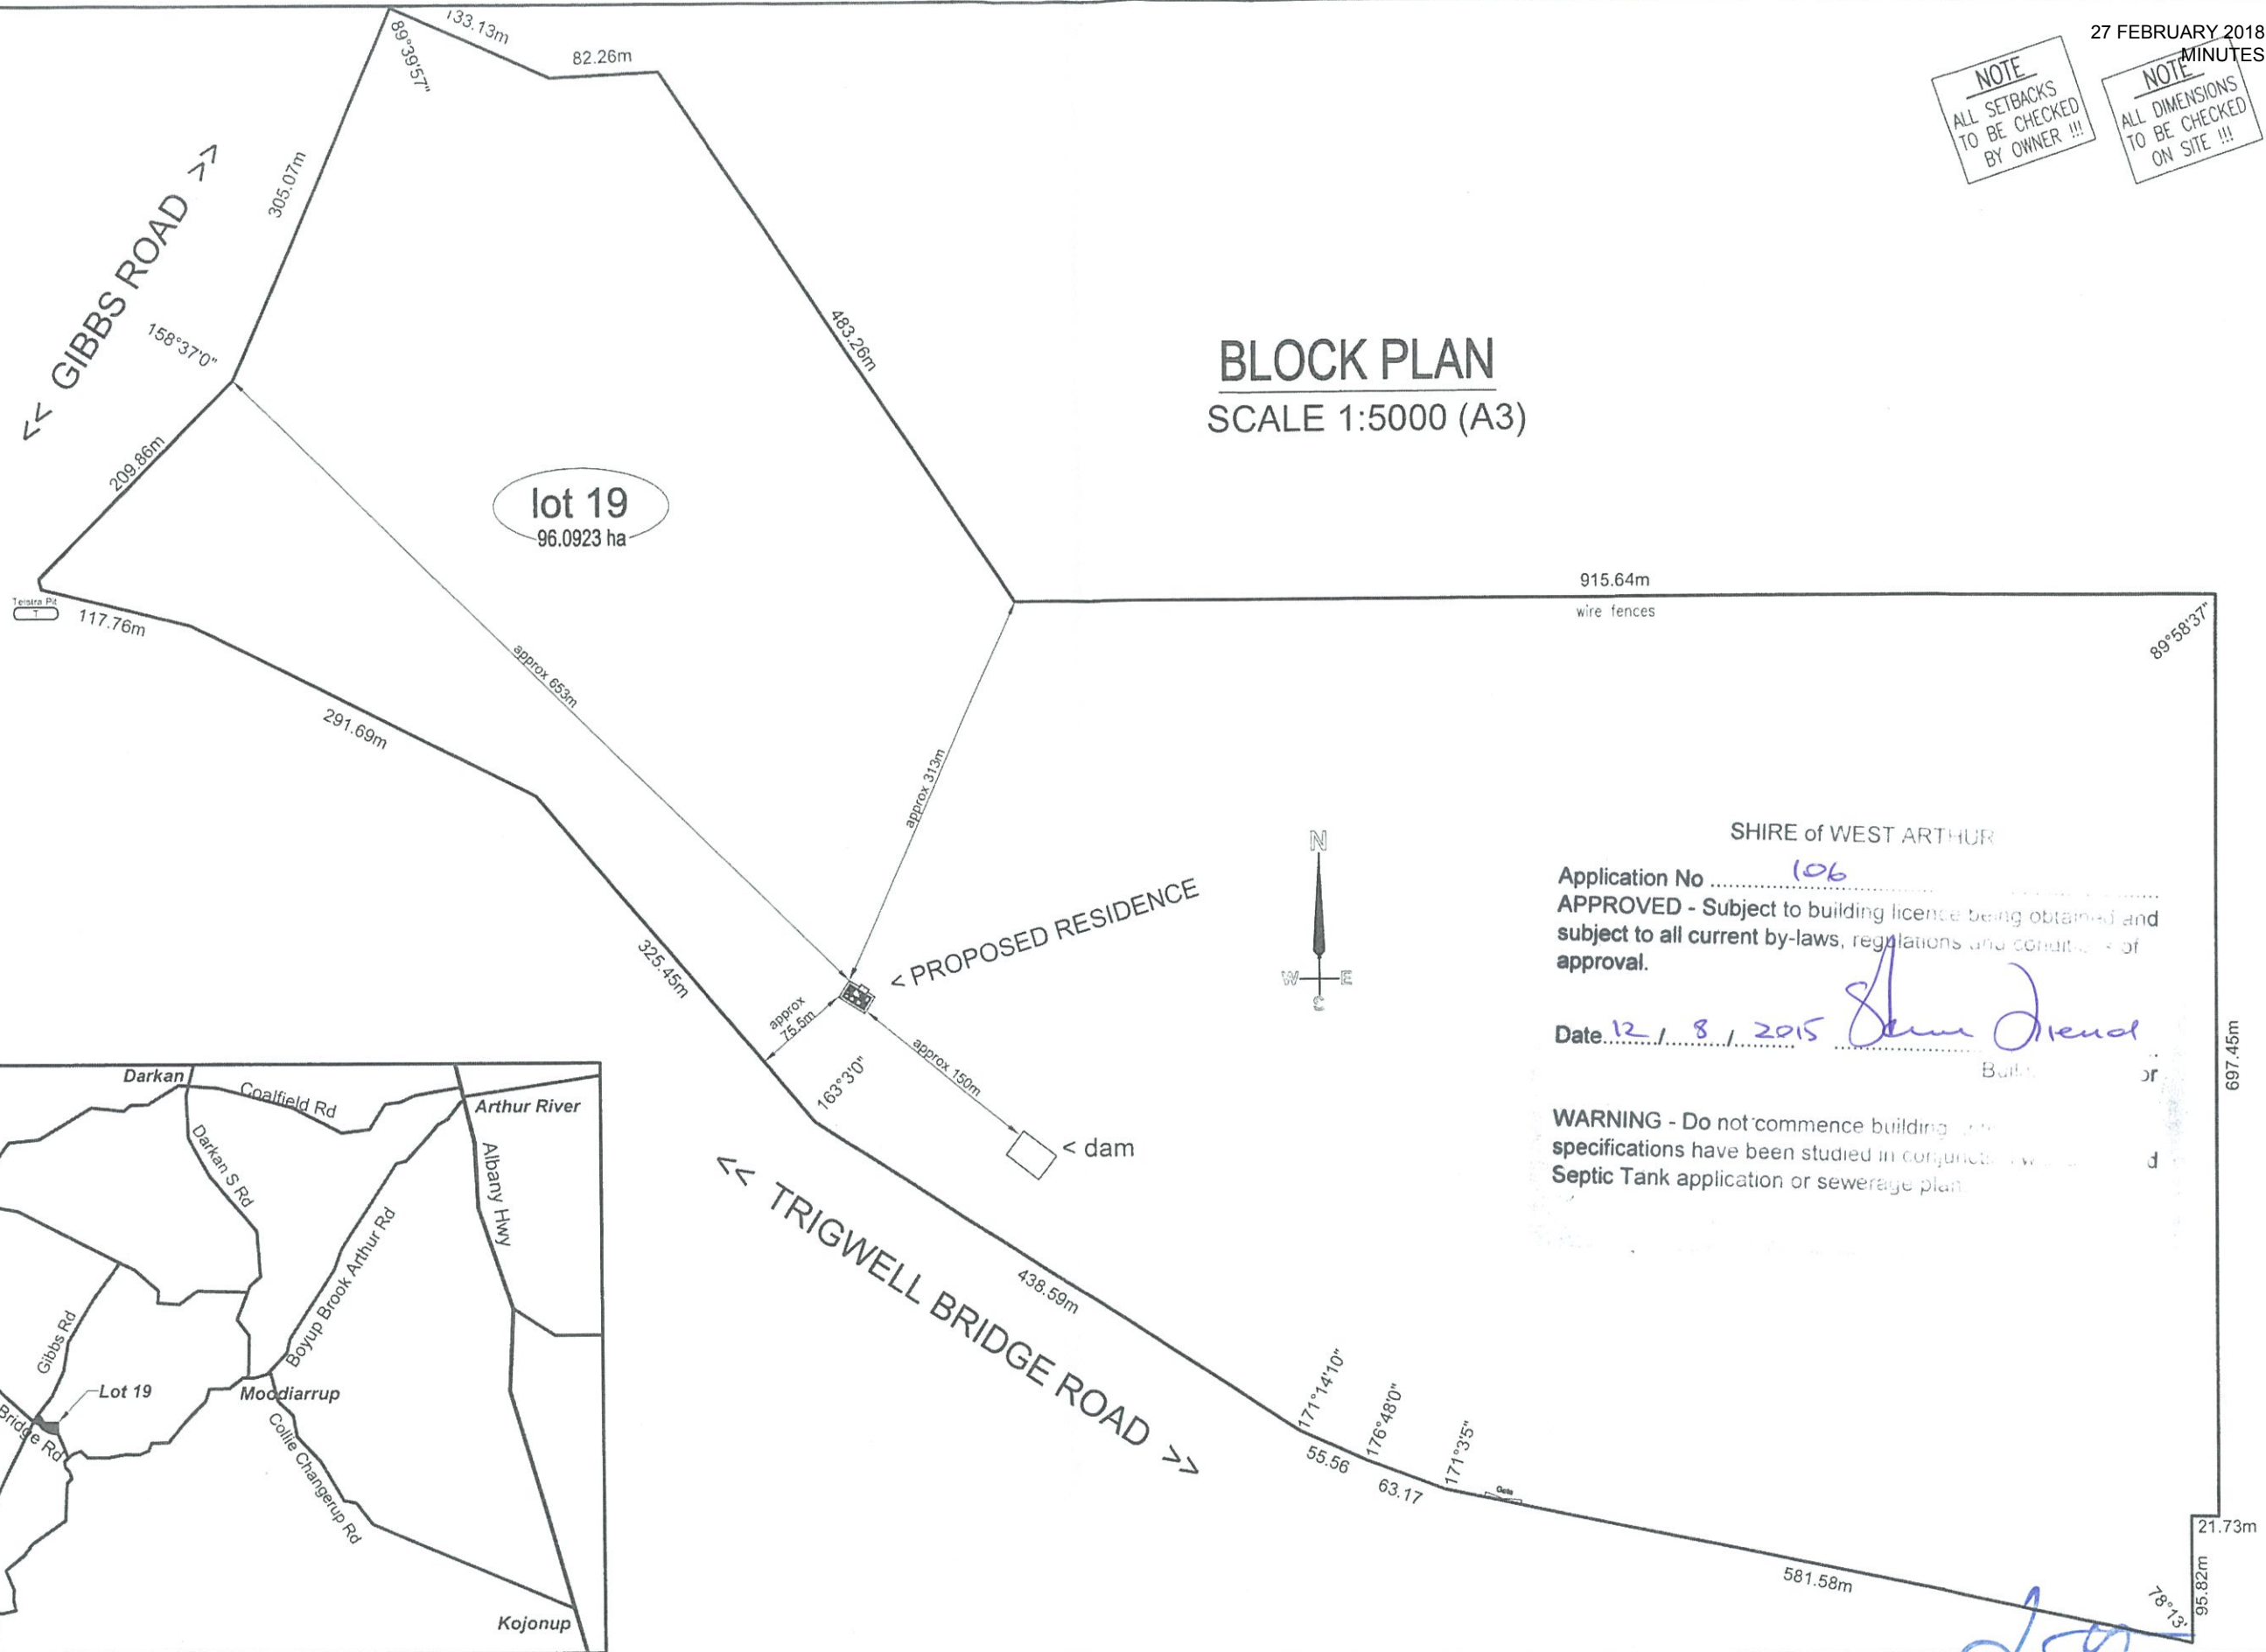 27 FEBRUARY 2018
MINUTES
NOTE
ALL SETBACKS
TO BE CHECKED
BY OWNER !!!
NOTE
ALL DIMENSIONS
TO BE CHECKED
ON SITE !!!
133.13m
82.26m
89°39'57"
305.07m
<< GIBBS ROAD >>
158°37'0"
209.86m
483.26m
BLOCK PLAN
SCALE 1:5000 (A3)
lot 19
96.0923 ha
Telstra Pit
T
117.76m
915.64m
wire fences
89°58'37"
approx 653m
291.69m
approx 313m
325.45m
< PROPOSED RESIDENCE
approx
75.5m
approx 150m
163°3'0"
< dam
N
W E
S
SHIRE of WEST ARTHUR
Application No 106
APPROVED - Subject to building licence being obtained and
subject to all current by-laws, regulations and of
approval.
Date 12 / 8 / 2015
or
WARNING - Do not commence building
specifications have been studied in d
Septic Tank application or sewerage plan
697.45m
<< TRIGWELL BRIDGE ROAD >>
438.59m
171°14'10"
176°48'0"
171°3'5"
55.56
63.17
Gate
581.58m
21.73m
95.82m
78°13'
Darkan
Coalfield Rd
Arthur River
Darkan S Rd
Albany Hwy
Boyup Brook Arthur Rd
Gibbs Rd
Lot 19
Moodiarrup
Bridge Rd
Collie Changerup Rd
Kojonup